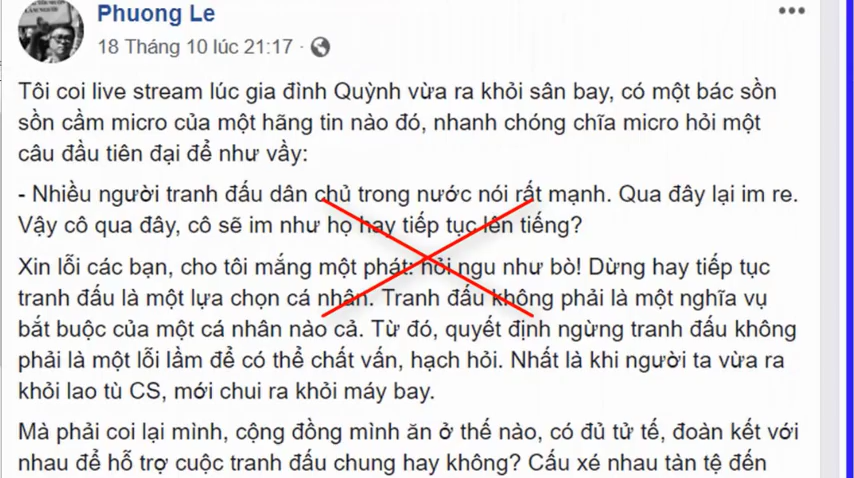 Phuong Le
18 Tháng 10 lúc 21:17 ·
Tôi coi live stream lúc gia đình Quỳnh vừa ra khỏi sân bay, có một bác sồn
sồn cầm micro của một hãng tin nào đó, nhanh chóng chĩa micro hỏi một
câu đầu tiên đại để như vầy:
- Nhiều người tranh đấu dân chủ trong nước nói rất mạnh. Qua đây lại im re.
Vậy cô qua đây, cô sẽ im như họ hay tiếp tục lên tiếng?
Xin lỗi các bạn, cho tôi mắng một phát: hỏi ngu như bò! Dừng hay tiếp tục
tranh đấu là một lựa chọn cá nhân. Tranh đấu không phải là một nghĩa vụ
bắt buộc của một cá nhân nào cả. Từ đó, quyết định ngừng tranh đấu không
phải là một lỗi lầm để có thể chất vấn, hạch hỏi. Nhất là khi người ta vừa ra
khỏi lao tù CS, mới chui ra khỏi máy bay.
Mà phải coi lại mình, cộng đồng mình ăn ở thế nào, có đủ tử tế, đoàn kết với
nhau để hỗ trợ cuộc tranh đấu chung hay không? Cấu xé nhau tàn tệ đến